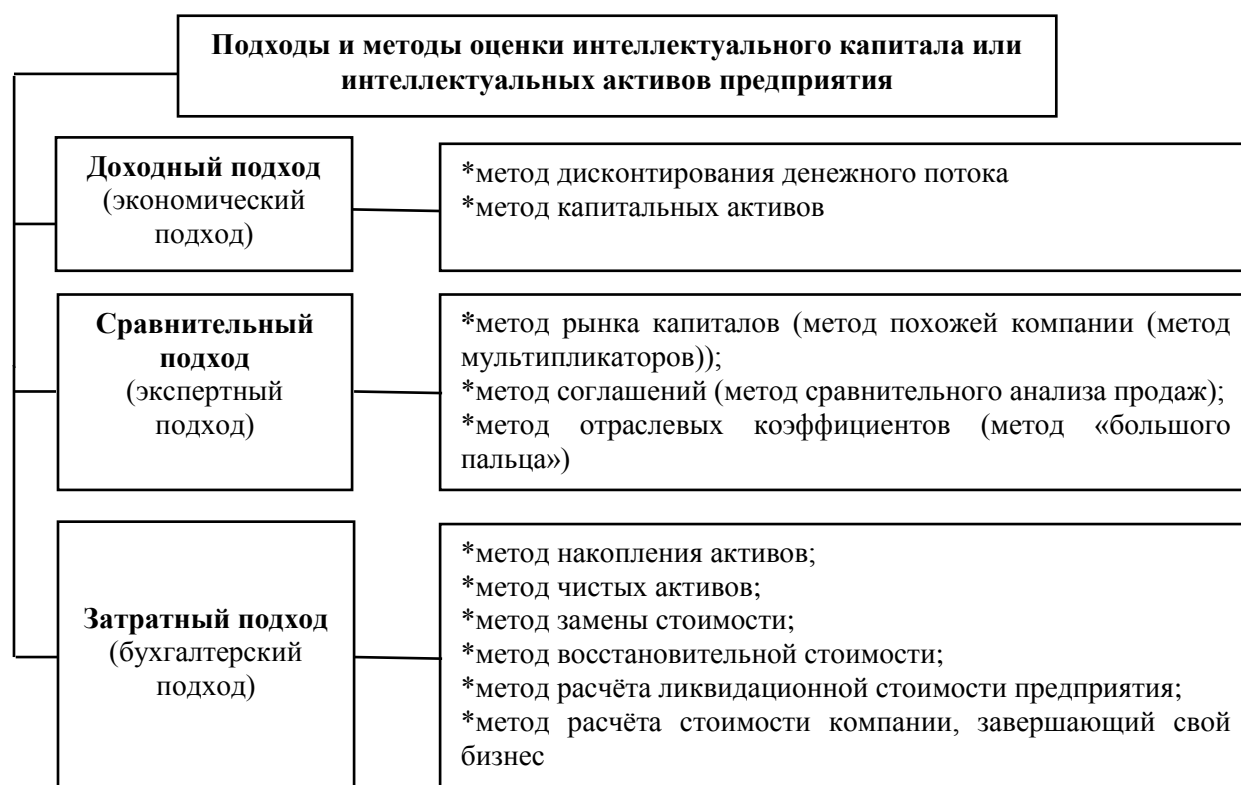 Подходы и методы оценки интеллектуального капитала или
интеллектуальных активов предприятия
Доходный подход
(экономический
подход)
*метод дисконтирования денежного потока
*метод капитальных активов
Сравнительный
подход
(экспертный
подход)
*метод рынка капиталов (метод похожей компании (метод
мультипликаторов));
*метод соглашений (метод сравнительного анализа продаж);
*метод отраслевых коэффициентов (метод «большого
пальца»)
Затратный подход
(бухгалтерский
подход)
*метод накопления активов;
*метод чистых активов;
*метод замены стоимости;
*метод восстановительной стоимости;
*метод расчёта ликвидационной стоимости предприятия;
*метод расчёта стоимости компании, завершающий свой
бизнес